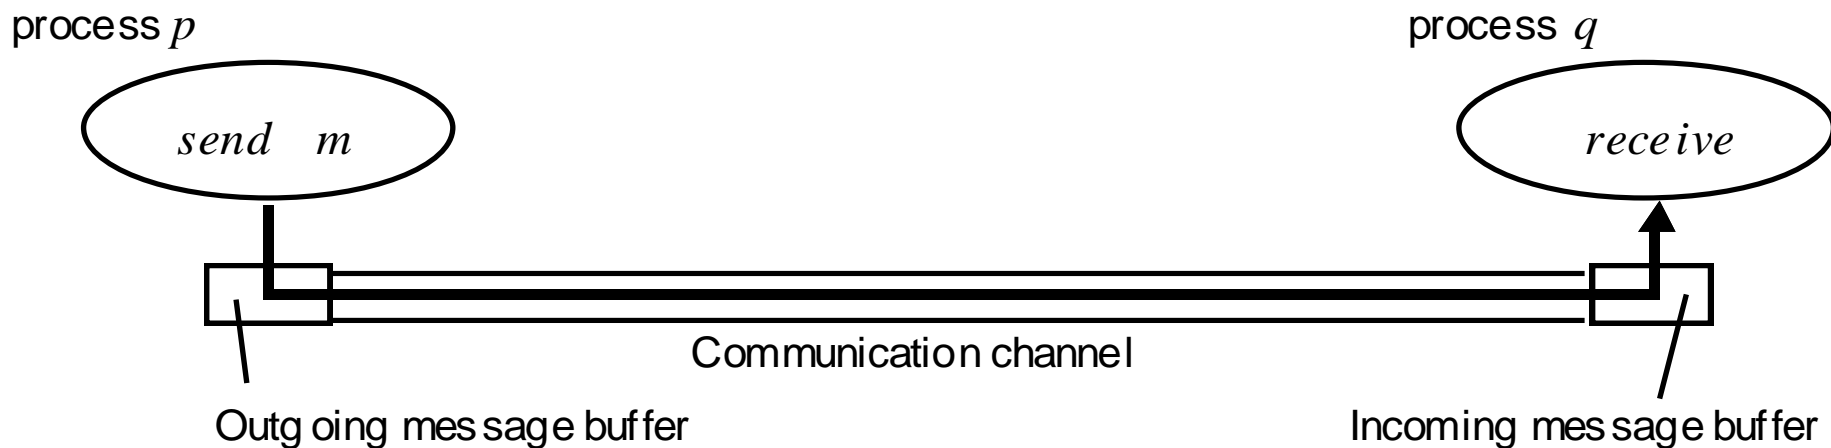 process p
process q
send m
receive
Communication channel
Outgoing message buffer
Incoming message buffer